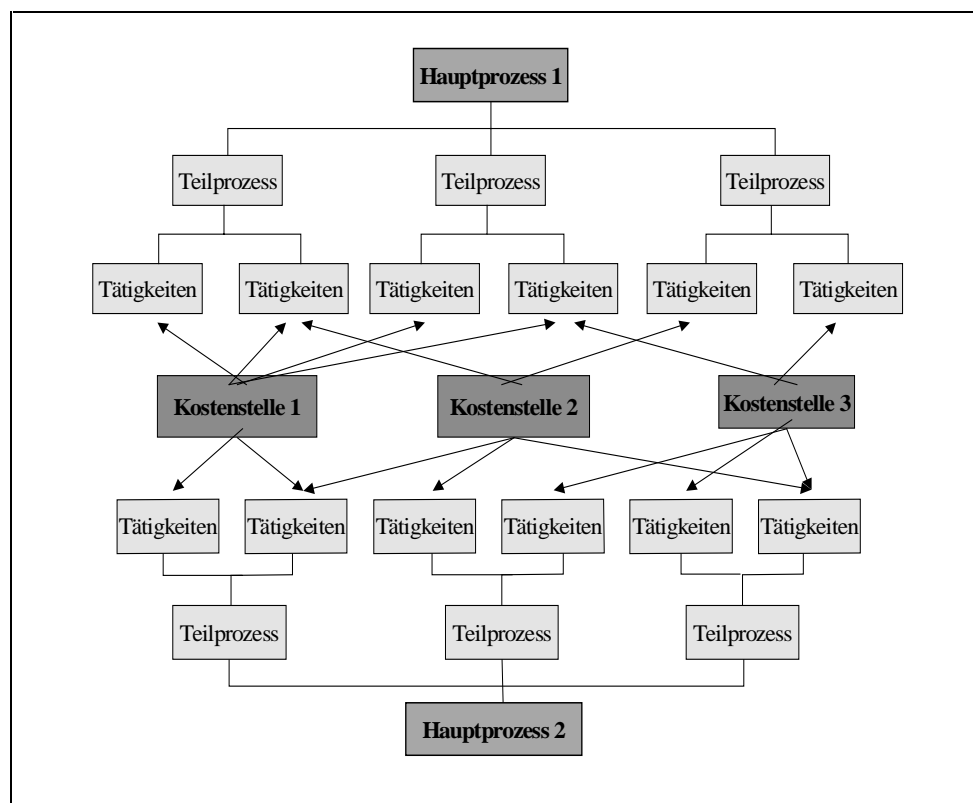 Hauptprozess 1
Teilprozess
Teilprozess
Teilprozess
Tätigkeiten
Tätigkeiten
Tätigkeiten
Tätigkeiten
Tätigkeiten
Tätigkeiten
Kostenstelle 1
Kostenstelle 2
Kostenstelle 3
Tätigkeiten
Tätigkeiten
Tätigkeiten
Tätigkeiten
Tätigkeiten
Tätigkeiten
Teilprozess
Teilprozess
Teilprozess
Hauptprozess 2